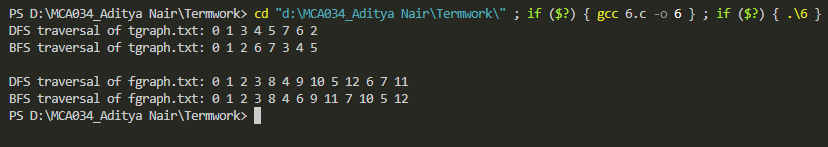 PS D:\MCA034_Aditya Nair\Termwork> cd "d:\MCA034_Aditya Nair\Termwork\" ; if ($?) { gcc 6.c -o 6 } ; if ($?) { .\6 }
DFS traversal of tgraph.txt: 0 1 3 4 5 7 6 2
BFS traversal of tgraph.txt: 0 1 2 6 7 3 4 5
DFS traversal of fgraph.txt: 0 1 2 3 8 4 9 10 5 12 6 7 11
BFS traversal of fgraph.txt: 0 1 2 3 8 4 6 9 11 7 10 5 12
PS D:\MCA034_Aditya Nair\Termwork>